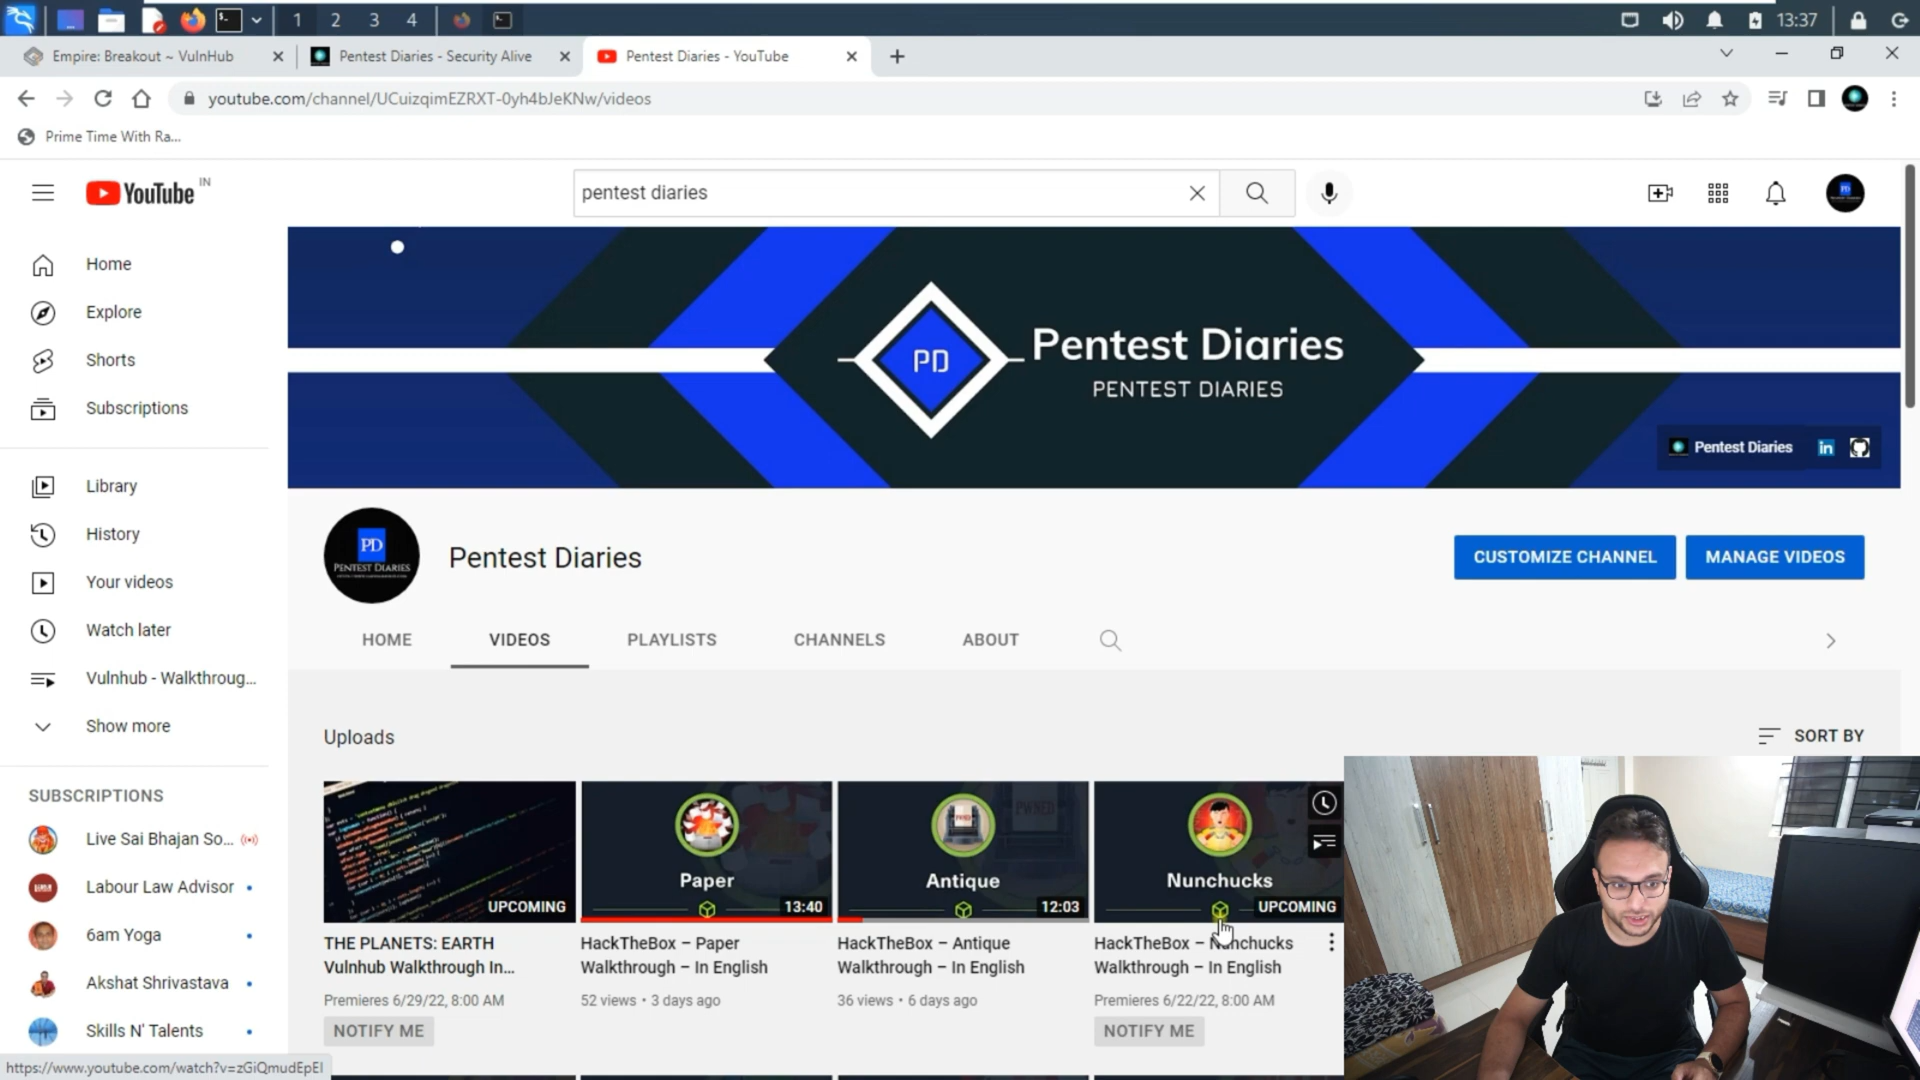 1 2 3 4
13:37
Empire: Breakout ~ VulnHub
Pentest Diaries - Security Alive
Pentest Diaries - YouTube
youtube.com/channel/UCuizqimEZRXT-0yh4bJeKNw/videos
Prime Time With Ra...
YouTube IN
pentest diaries
Home
Explore
Shorts
Subscriptions
Library
History
Your videos
Watch later
Vulnhub - Walkthroug...
Show more
SUBSCRIPTIONS
Live Sai Bhajan So...
Labour Law Advisor
6am Yoga
Akshat Shrivastava
Skills N' Talents
PD
Pentest Diaries
PENTEST DIARIES
Pentest Diaries
in
PD
PENTEST DIARIES
Pentest Diaries
CUSTOMIZE CHANNEL
MANAGE VIDEOS
HOME
VIDEOS
PLAYLISTS
CHANNELS
ABOUT
Uploads
SORT BY
UPCOMING
THE PLANETS: EARTH
Vulnhub Walkthrough In...
Premieres 6/29/22, 8:00 AM
NOTIFY ME
Paper
13:40
HackTheBox – Paper
Walkthrough – In English
52 views • 3 days ago
PWNED
Antique
12:03
HackTheBox – Antique
Walkthrough – In English
36 views • 6 days ago
Nunchucks
UPCOMING
HackTheBox – Nunchucks
Walkthrough – In English
Premieres 6/22/22, 8:00 AM
NOTIFY ME
https://www.youtube.com/watch?v=zGiQmudEpEI